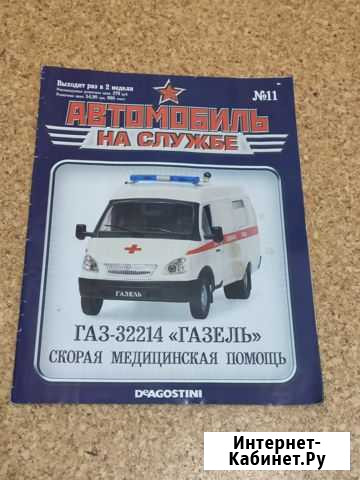 Выходит раз в 2 недели
№11
АВТОМОБИЛЬ
НА СЛУЖБЕ
ГАЗЕЛЬ
ГАЗ-32214 «ГАЗЕЛЬ»
СКОРАЯ МЕДИЦИНСКАЯ ПОМОЩЬ
DeAGOSTINI
Интернет-
Кабинет.Ру